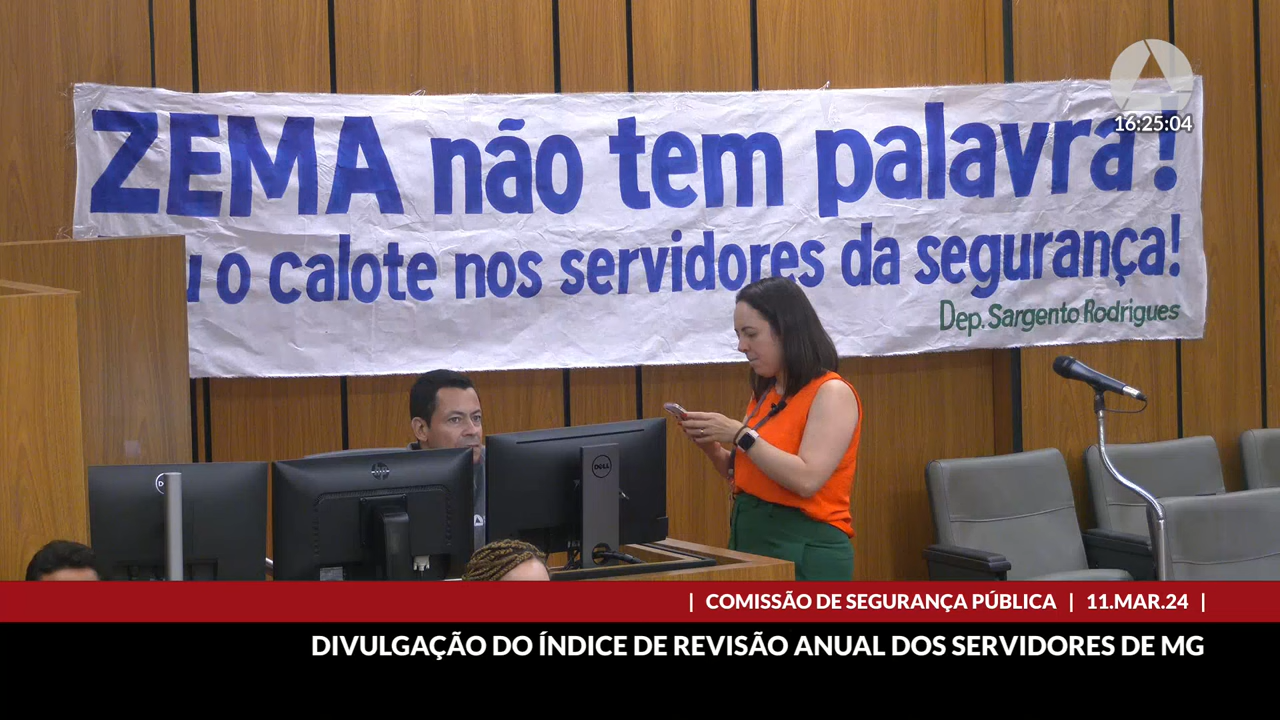 16:25:04
ZEMA não tem palavra!
o calote nos servidores da segurança!
Dep. Sargento Rodrigues
DELL
| COMISSÃO DE SEGURANÇA PÚBLICA | 11.MAR.24 |
DIVULGAÇÃO DO ÍNDICE DE REVISÃO ANUAL DOS SERVIDORES DE MG